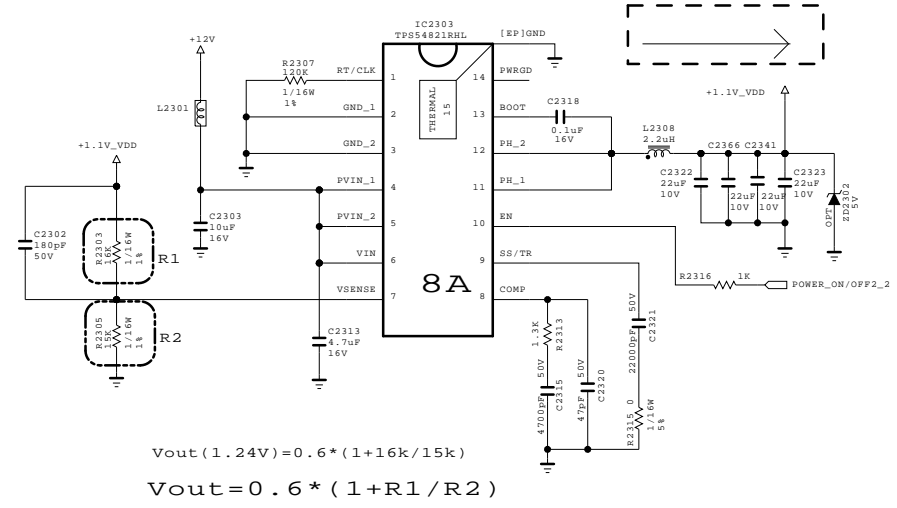 IC2303
TPS54821RHL
[EP]GND
+12V
R2307
120K
1/16W
1%
RT/CLK
1
THERMAL
15
14
PWRGD
L2301
GND_1
2
13
BOOT
C2318
0.1uF
16V
+1.1V_VDD
+1.1V_VDD
GND_2
3
12
PH_2
L2308
2.2uH
C2366
C2341
PVIN_1
4
11
PH_1
C2322
22uF
10V
22uF
10V
22uF
10V
C2323
22uF
10V
OPT
ZD2302
5V
C2303
10uF
16V
PVIN_2
5
10
EN
C2302
180pF
50V
R2303
16K
1/16W
1%
R1
VIN
6
8A
9
SS/TR
R2316
1K
POWER_ON/OFF2_2
VSENSE
7
8
COMP
R2305
15K
1/16W
1%
R2
C2313
4.7uF
16V
1.3K
R2313
50V
4700pF
C2315
50V
47pF
C2320
50V
22000pF
C2321
R2315
0
1/16W
5%
Vout(1.24V)=0.6*(1+16k/15k)
Vout=0.6*(1+R1/R2)